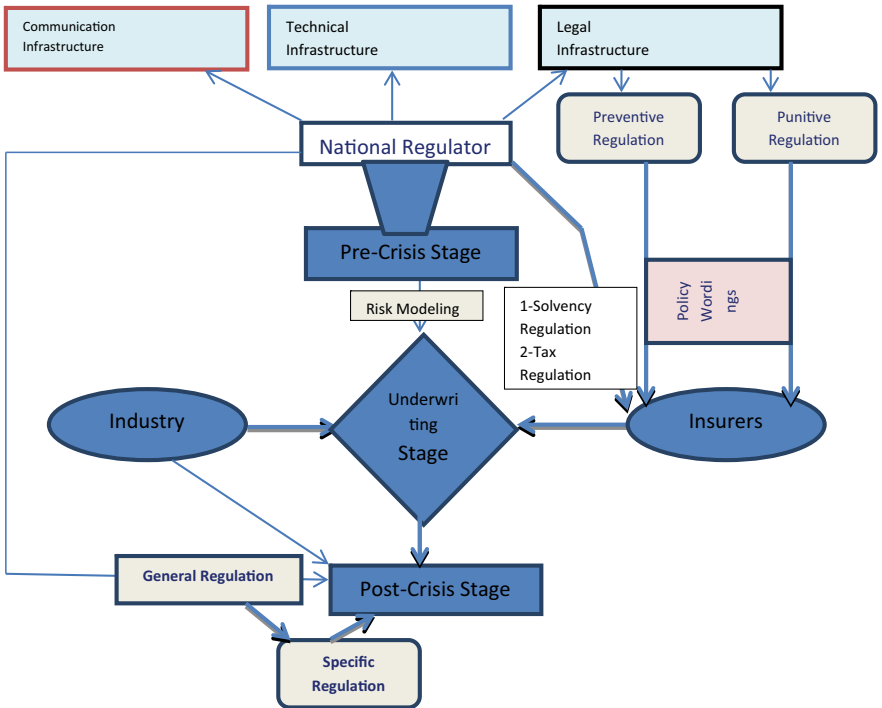 Communication
Infrastructure
Technical
Infrastructure
Legal
Infrastructure
Preventive
Regulation
Punitive
Regulation
National Regulator
Pre-Crisis Stage
Risk Modeling
1-Solvency
Regulation
2-Tax
Regulation
Policy
Wordi
ngs
Industry
Underwri
ting
Stage
Insurers
General Regulation
Post-Crisis Stage
Specific
Regulation